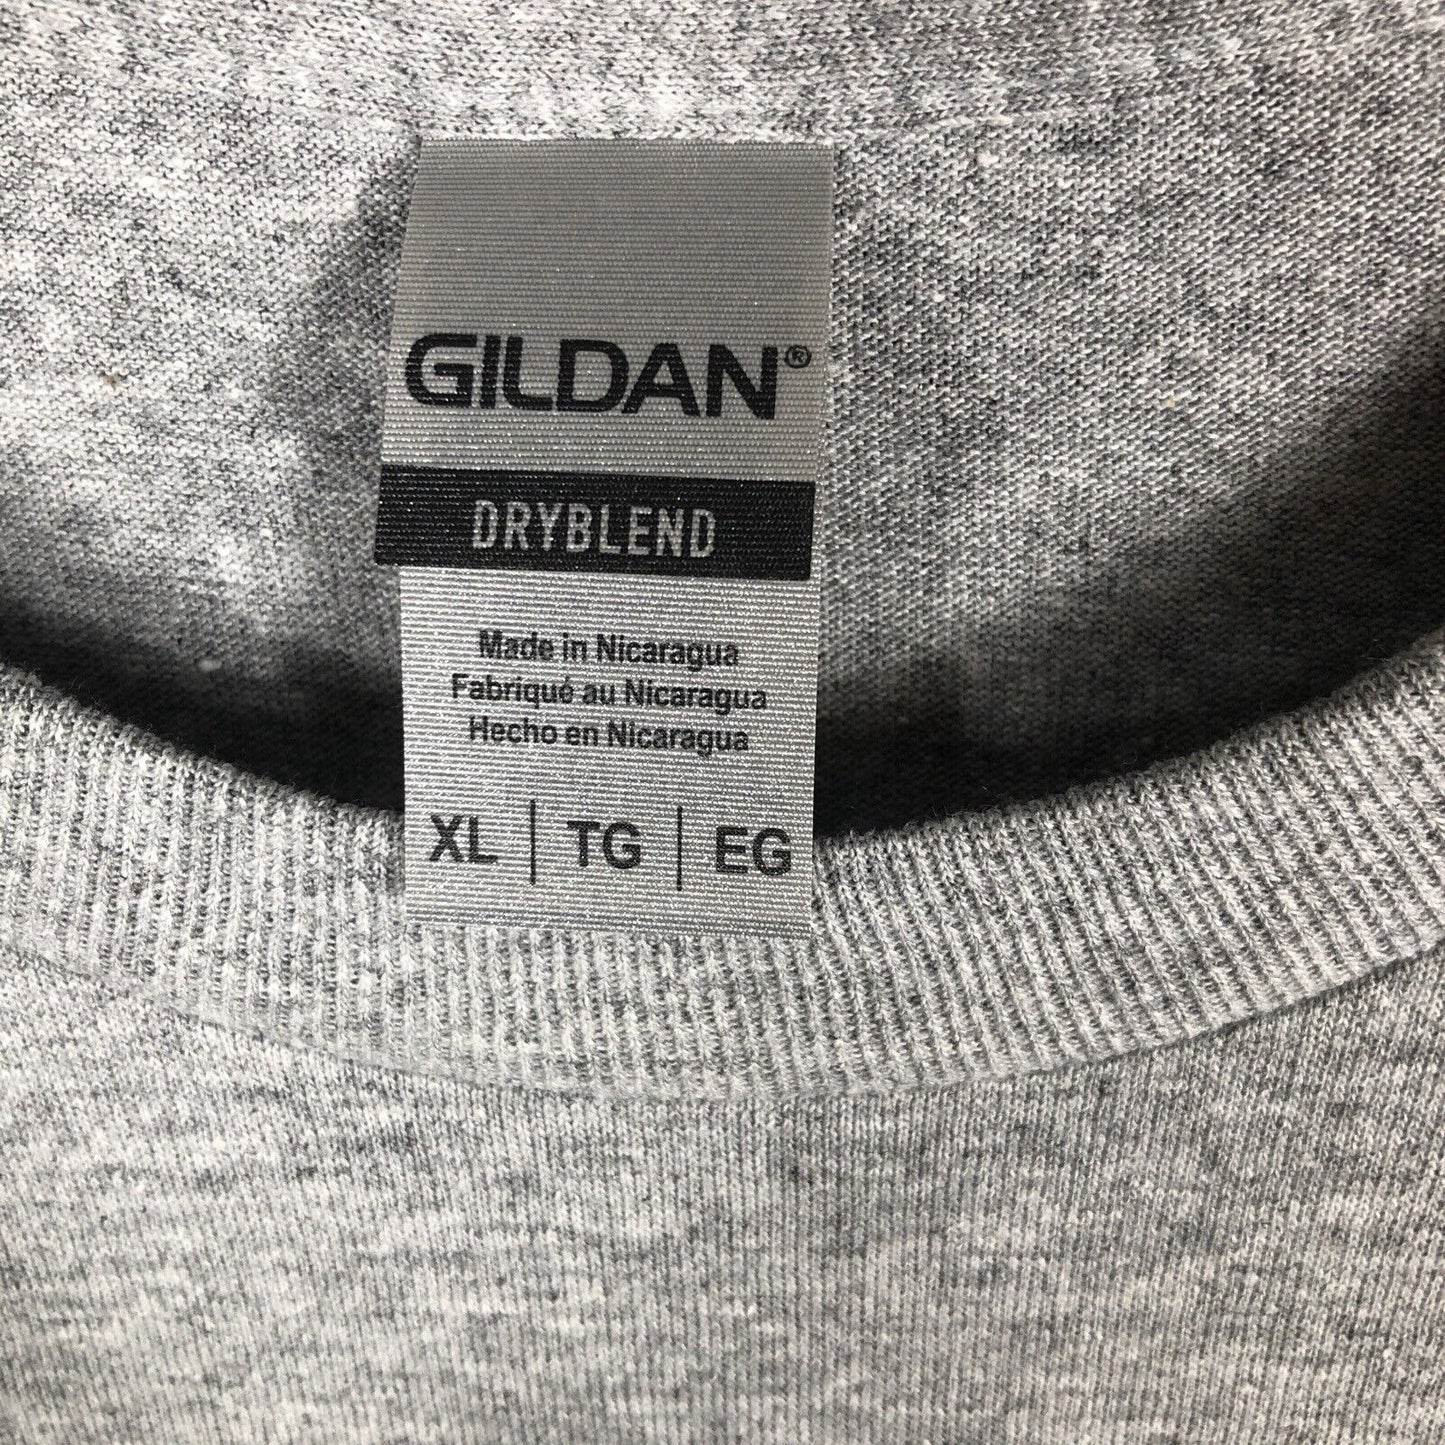 GILDAN®
DRYBLEND
Made in Nicaragua
Fabriqué au Nicaragua
Hecho en Nicaragua
XL | TG | EG